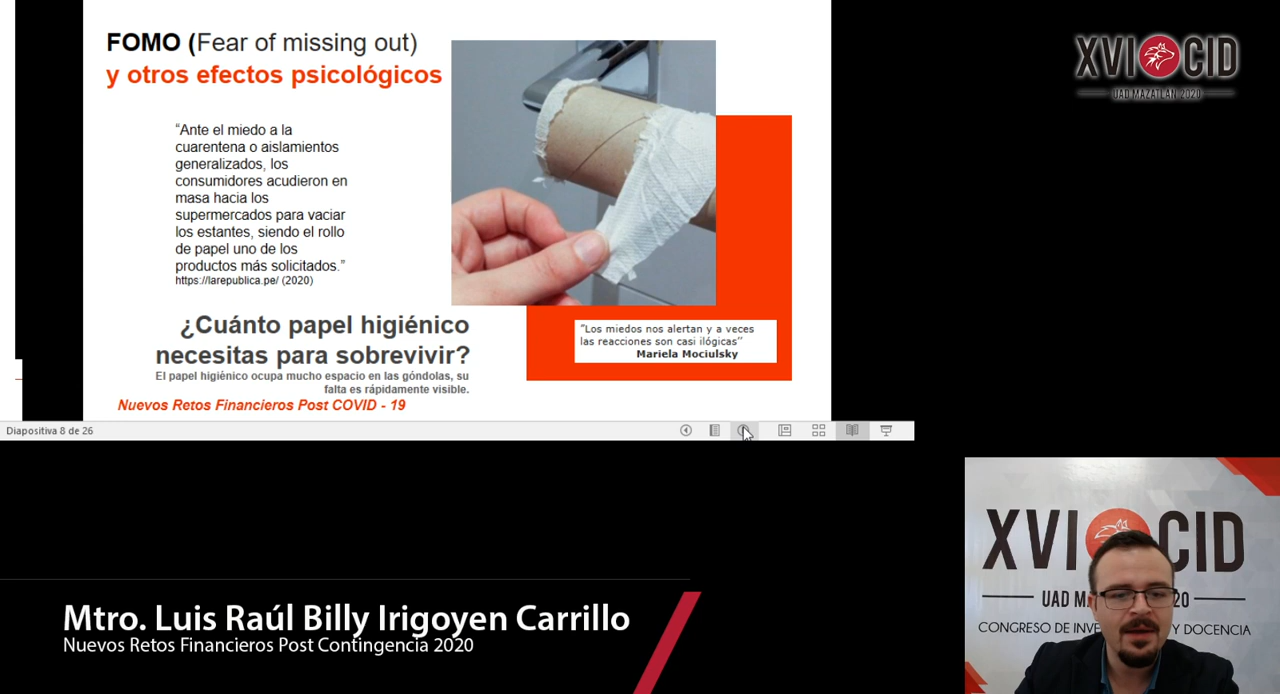 FOMO (Fear of missing out)
y otros efectos psicológicos
“Ante el miedo a la
cuarentena o aislamientos
generalizados, los
consumidores acudieron en
masa hacia los
supermercados para vaciar
los estantes, siendo el rollo
de papel uno de los
productos más solicitados.”
https://larepublica.pe/ (2020)
¿Cuánto papel higiénico
necesitas para sobrevivir?
El papel higiènico ocupa mucho espacio en las góndolas, su
falta es rápidamente visible.
“Los miedos nos alertan y a veces
las reacciones son casi ilógicas”
Mariela Mociulsky
Nuevos Retos Financieros Post COVID - 19
Diapositiva 8 de 26
XVI CID
UAD MAZATLÁN 2020
Mtro. Luis Raúl Billy Irigoyen Carrillo
Nuevos Retos Financieros Post Contingencia 2020
XVI CID
UAD M 20
CONGRESO DE INVE Y DOCENCIA